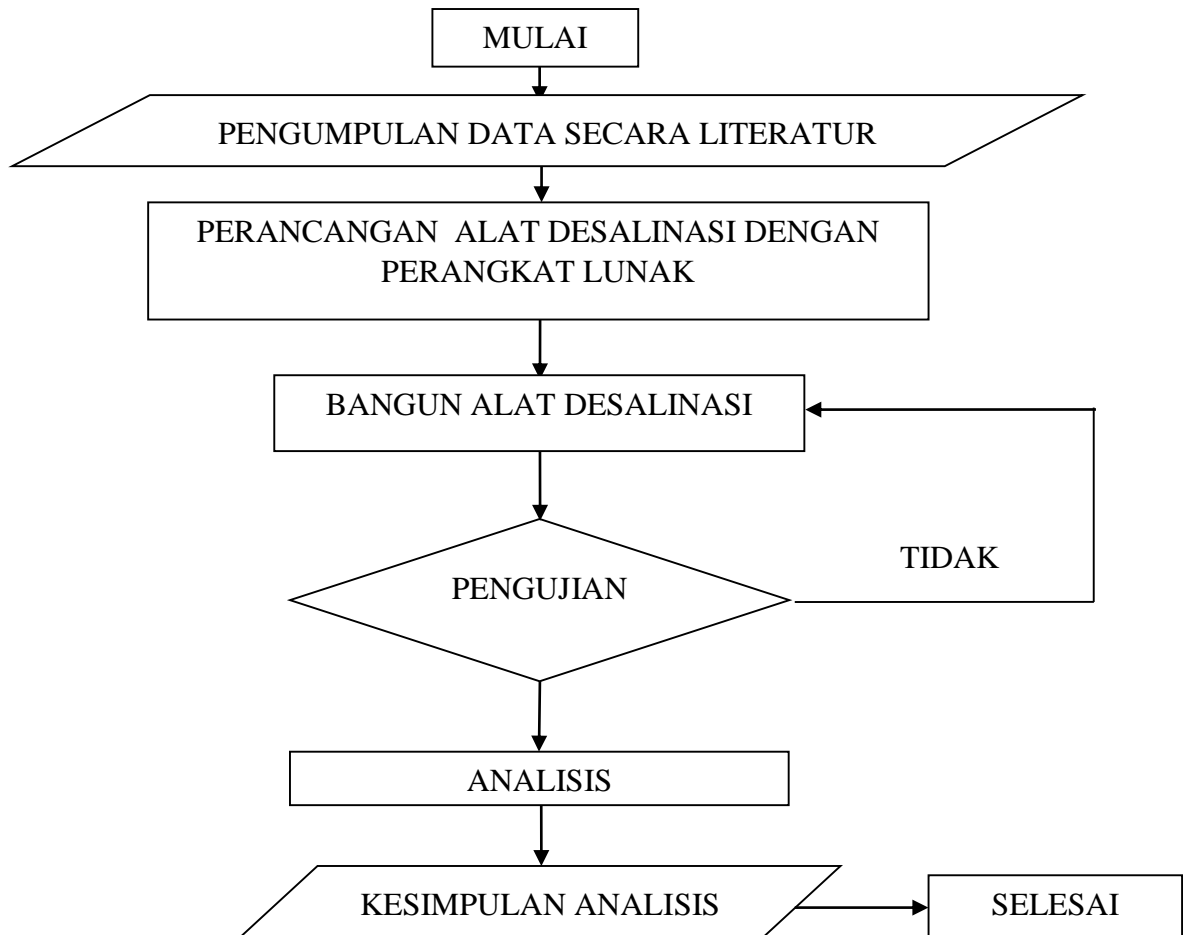 MULAI
PENGUMPULAN DATA SECARA LITERATUR
PERANCANGAN ALAT DESALINASI DENGAN
PERANGKAT LUNAK
BANGUN ALAT DESALINASI
TIDAK
PENGUJIAN
ANALISIS
KESIMPULAN ANALISIS
SELESAI